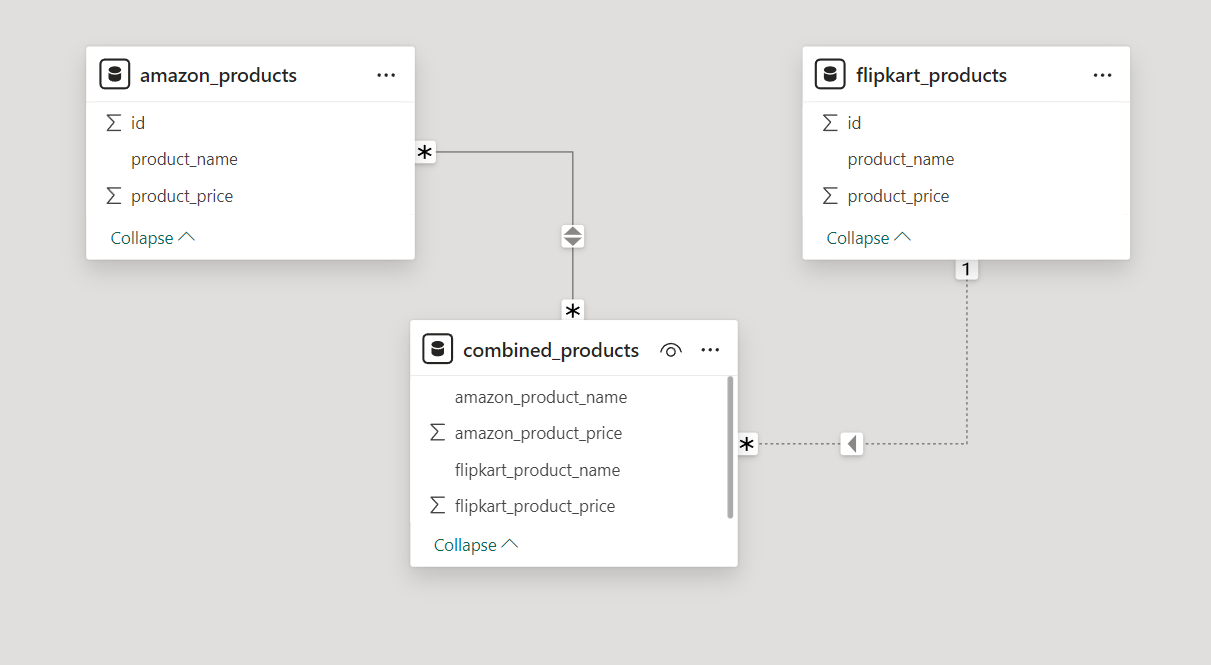 amazon_products
id
product_name
∑ product_price
Collapse
flipkart_products
id
product_name
∑ product_price
Collapse
*
1
*
combined_products
amazon_product_name
∑ amazon_product_price
flipkart_product_name
∑ flipkart_product_price
Collapse
*